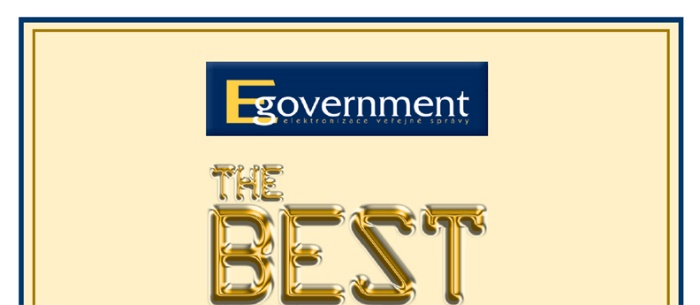 Egovernment
elektronizace veřejné správy
THE
BEST